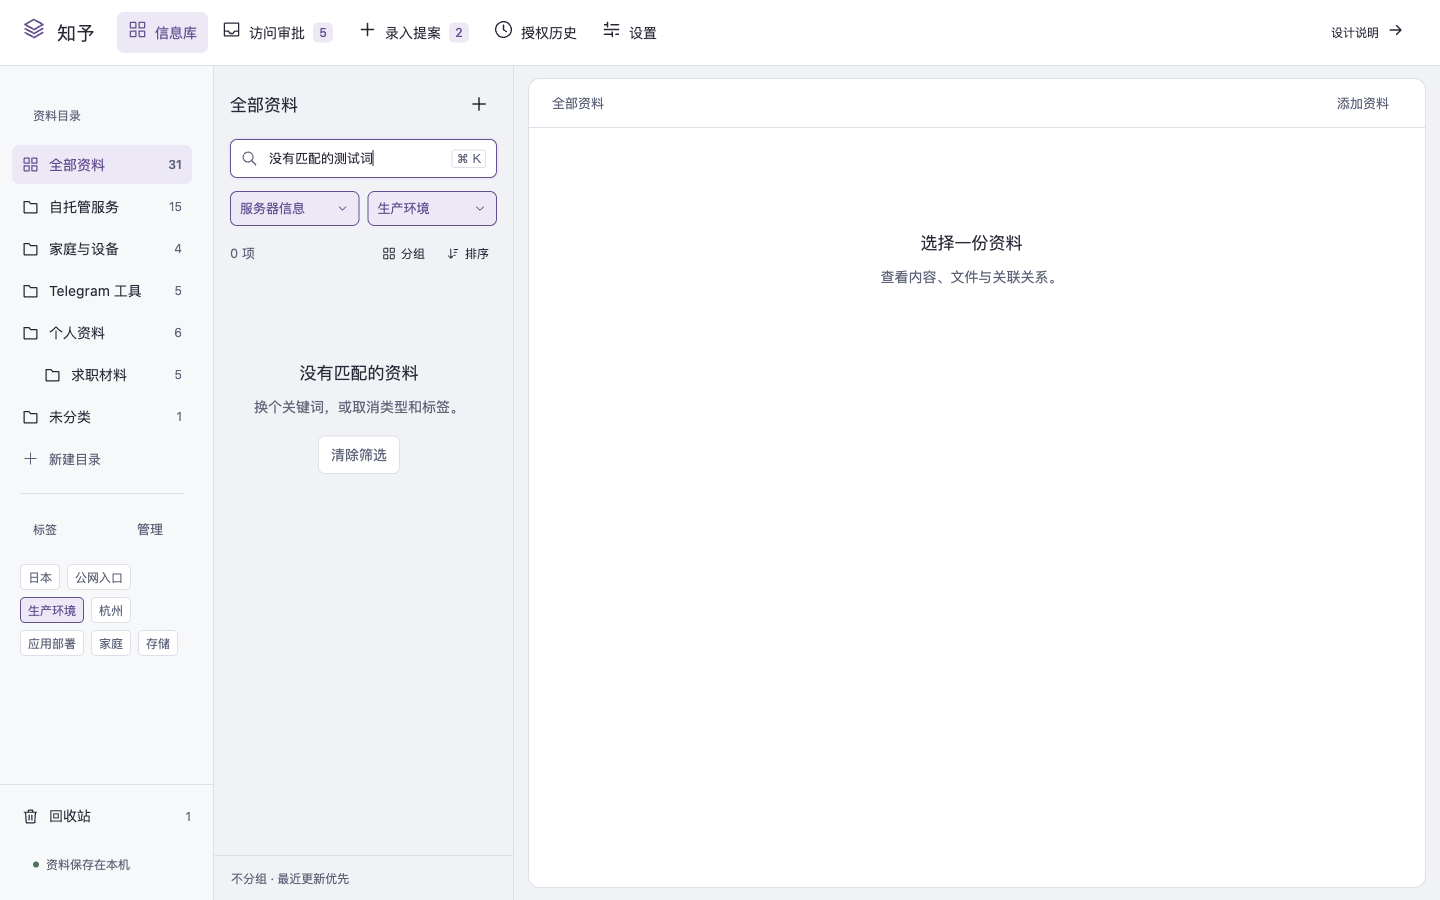 知予
信息库
访问审批 5
录入提案 2
授权历史
设置
设计说明
资料目录
全部资料 31
自托管服务 15
家庭与设备 4
Telegram 工具 5
个人资料 6
求职材料 5
未分类 1
新建目录
标签 管理
日本 公网入口
生产环境 杭州
应用部署 家庭 存储
回收站 1
资料保存在本机
全部资料
没有匹配的测试词 ⌘ K
服务器信息 生产环境
0 项 分组 排序
没有匹配的资料
换个关键词，或取消类型和标签。
清除筛选
不分组 · 最近更新优先
全部资料 添加资料
选择一份资料
查看内容、文件与关联关系。